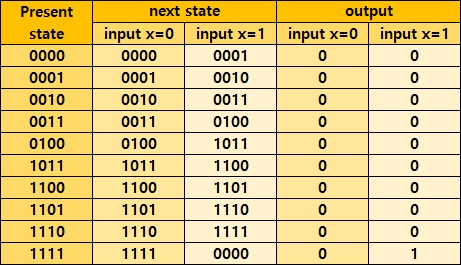 Present state next state output
input x=0 input x=1 input x=0 input x=1
0000 0000 0001 0 0
0001 0001 0010 0 0
0010 0010 0011 0 0
0011 0011 0100 0 0
0100 0100 1011 0 0
1011 1011 1100 0 0
1100 1100 1101 0 0
1101 1101 1110 0 0
1110 1110 1111 0 0
1111 1111 0000 0 1